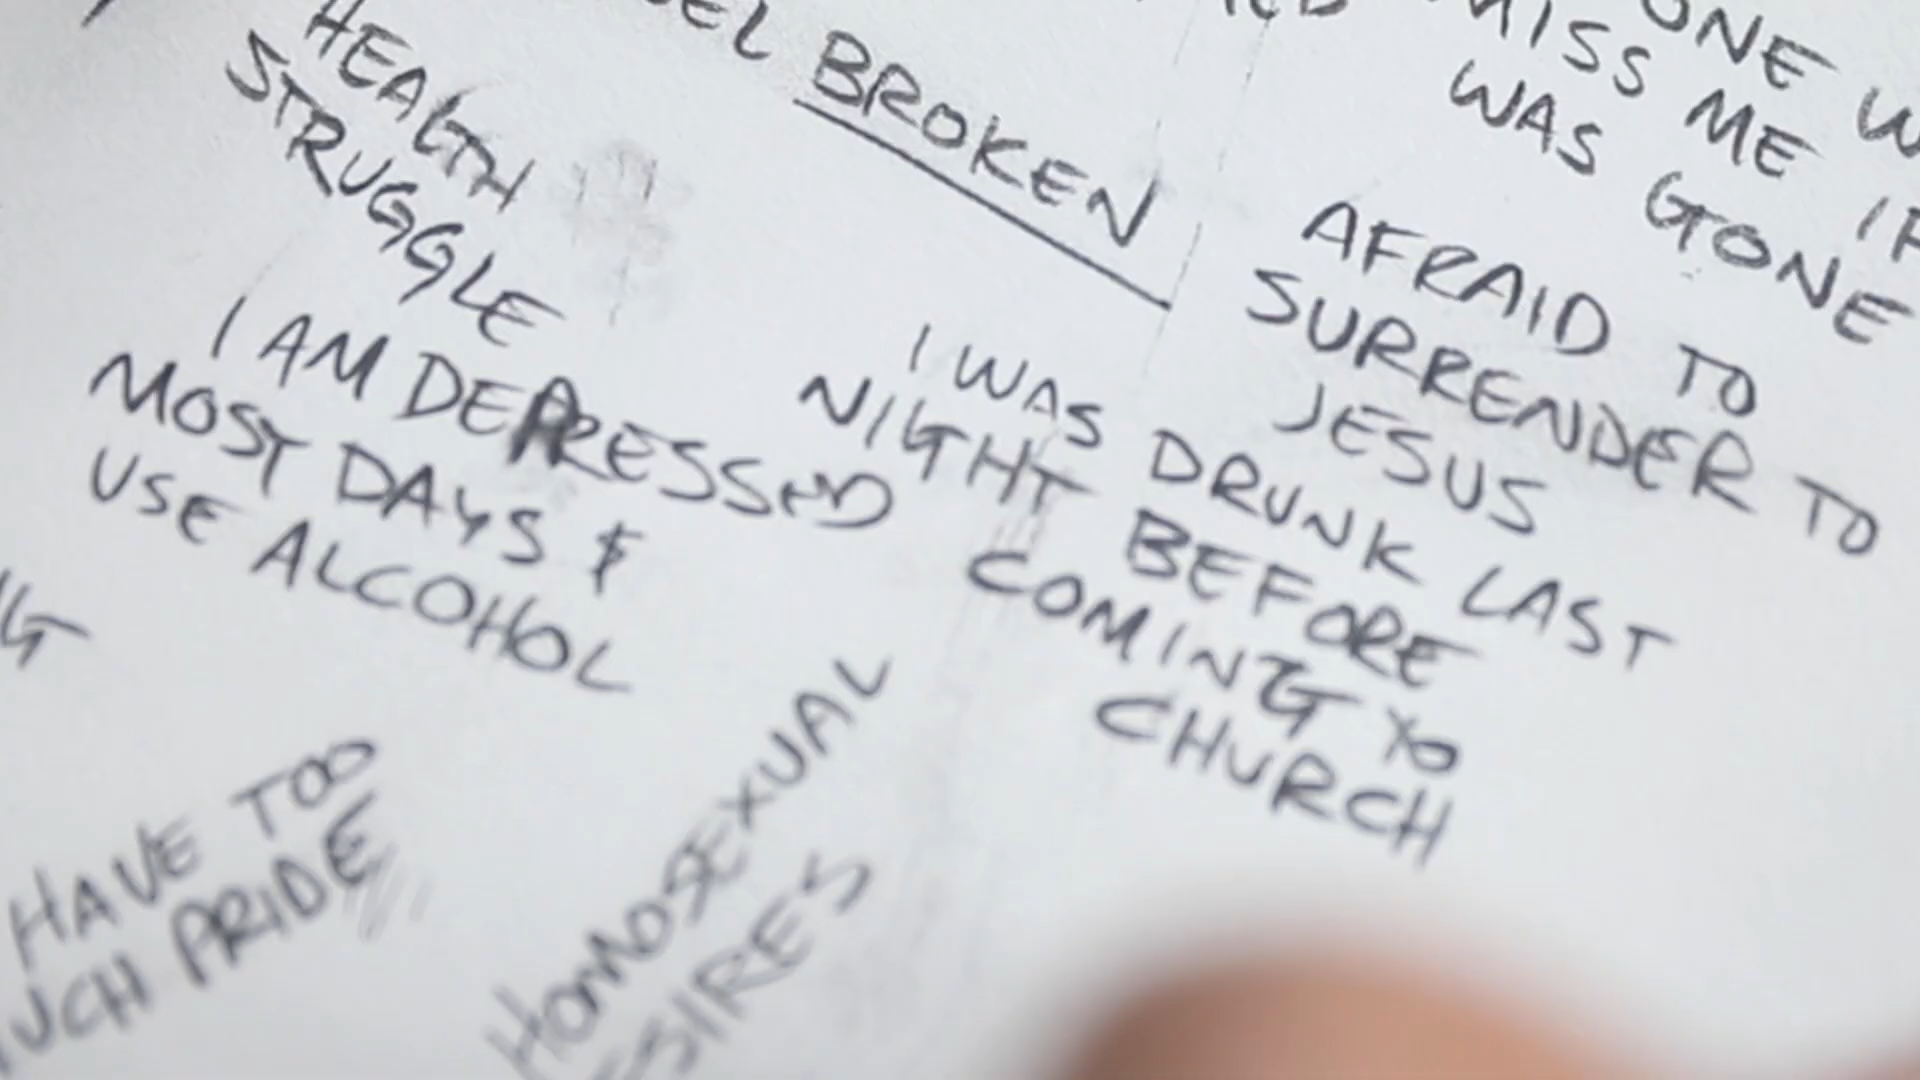 HEALTH
STRUGGLE
BROKEN
ONE
MISS ME
WAS GONE
AFRAID TO
SURRENDER TO
JESUS
I AM DEPRESSED
MOST DAYS &
USE ALCOHOL
I WAS DRUNK LAST
NIGHT BEFORE
COMING TO
CHURCH
HAVE TOO
PRIDE
HOMOSEXUAL